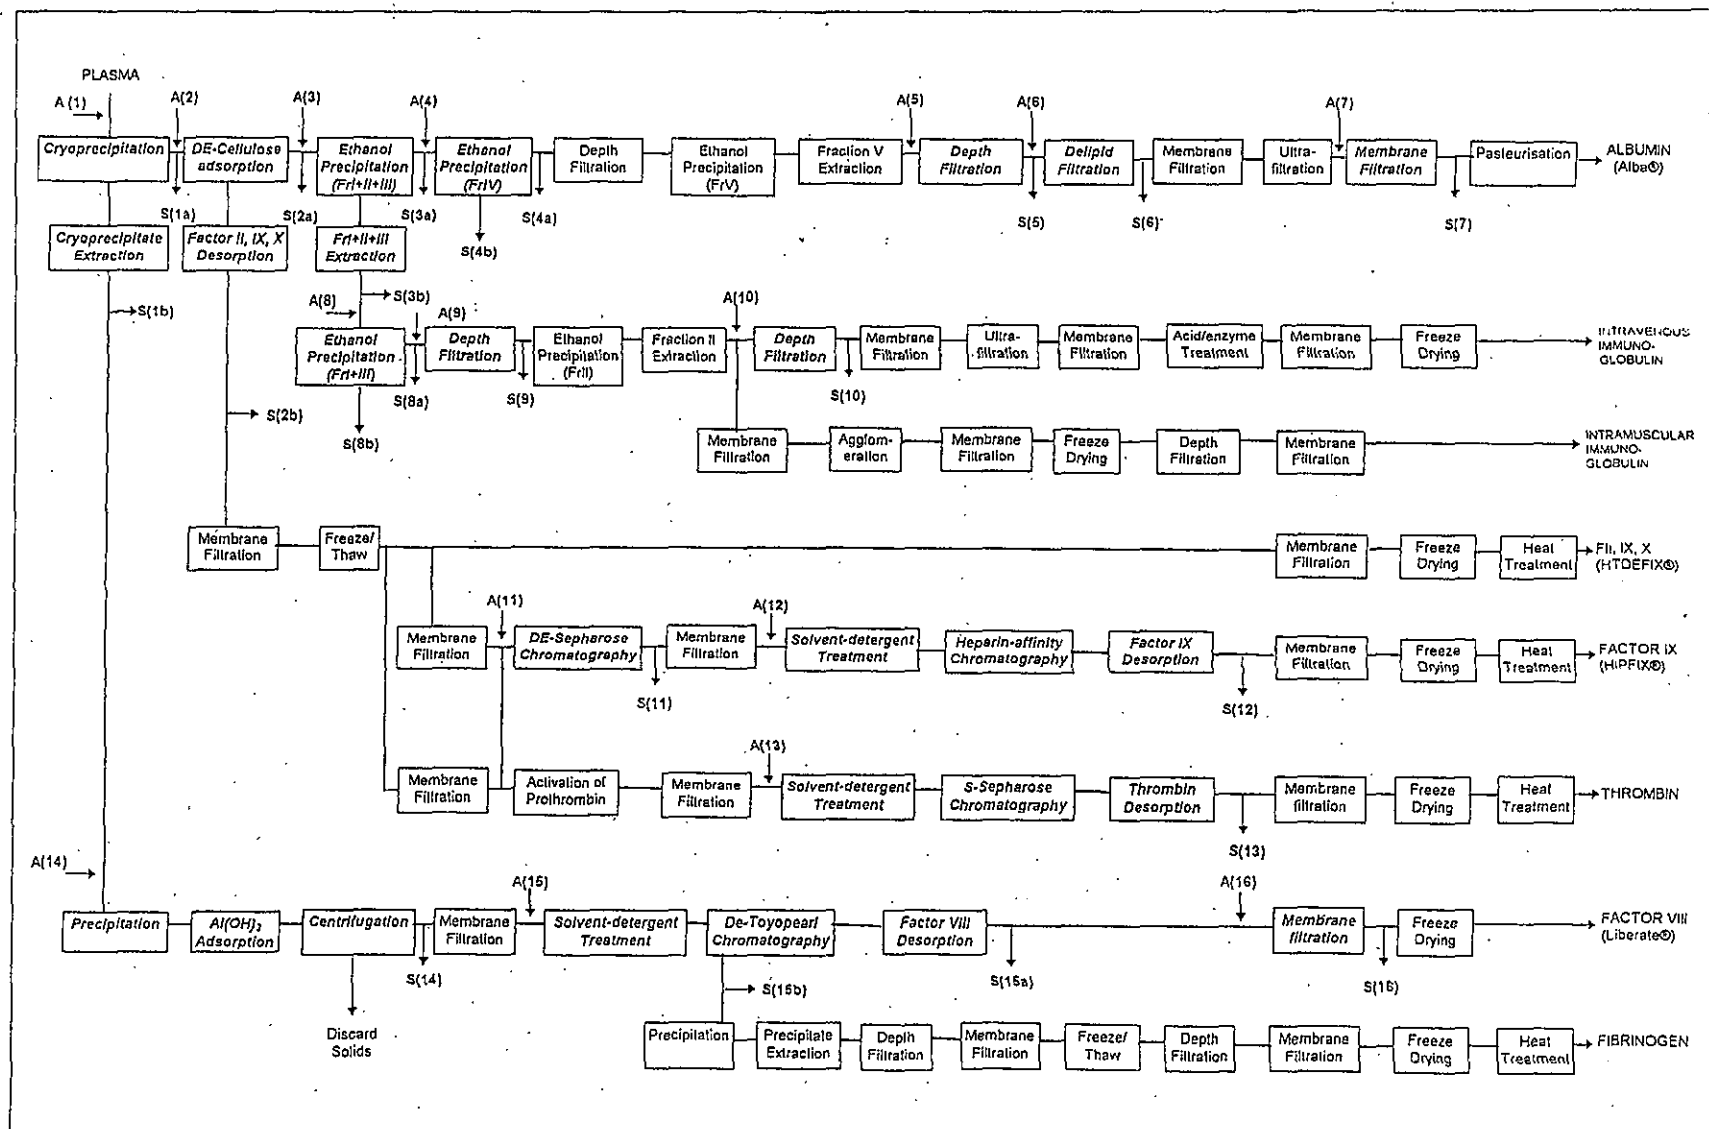 PLASMA
A(1)
A(2)
A(3)
A(4)
A(5)
A(6)
A(7)
Cryoprecipitation
DE-Cellulose
adsorption
Ethanol
Precipitation
(FrI+II+III)
Ethanol
Precipitation
(FrIV)
Depth
Filtration
Ethanol
Precipitation
(FrV)
Fraction V
Extraction
Depth
Filtration
Delipid
Filtration
Membrane
Filtration
Ultra-
filtration
Membrane
Filtration
Pasteurisation
ALBUMIN
(Alba®)
S(1a)
S(2a)
S(3a)
S(4a)
S(4b)
S(5)
S(6)
S(7)
Cryoprecipitate
Extraction
Factor II, IX, X
Desorption
FrI+II+III
Extraction
S(1b)
S(3b)
A(8)
A(9)
A(10)
Ethanol
Precipitation
(FrI+III)
Depth
Filtration
Ethanol
Precipitation
(FrII)
Fraction II
Extraction
Depth
Filtration
Membrane
Filtration
Ultra-
filtration
Membrane
Filtration
Acid/enzyme
Treatment
Membrane
Filtration
Freeze
Drying
INTRAVENOUS
IMMUNO-
GLOBULIN
S(8a)
S(9)
S(10)
S(2b)
S(8b)
Membrane
Filtration
Agglom-
eration
Membrane
Filtration
Freeze
Drying
Depth
Filtration
Membrane
Filtration
INTRAMUSCULAR
IMMUNO-
GLOBULIN
Membrane
Filtration
Freeze/
Thaw
Membrane
Filtration
Freeze
Drying
Heat
Treatment
FII, IX, X
(HTDEFIX®)
A(11)
A(12)
Membrane
Filtration
DE-Sepharose
Chromatography
Membrane
Filtration
Solvent-detergent
Treatment
Heparin-affinity
Chromatography
Factor IX
Desorption
Membrane
Filtration
Freeze
Drying
Heat
Treatment
FACTOR IX
(HIPFIX®)
S(11)
S(12)
A(13)
Membrane
Filtration
Activation of
Prothrombin
Membrane
Filtration
Solvent-detergent
Treatment
S-Sepharose
Chromatography
Thrombin
Desorption
Membrane
filtration
Freeze
Drying
Heat
Treatment
THROMBIN
S(13)
A(14)
A(15)
A(16)
Precipitation
Al(OH)3
Adsorption
Centrifugation
Membrane
Filtration
Solvent-detergent
Treatment
De-Toyopearl
Chromatography
Factor VIII
Desorption
Membrane
filtration
Freeze
Drying
FACTOR VIII
(Liberate®)
S(14)
S(15a)
S(15b)
S(16)
Discard
Solids
Precipitation
Precipitate
Extraction
Depth
Filtration
Membrane
Filtration
Freeze/
Thaw
Depth
Filtration
Membrane
Filtration
Freeze
Drying
Heat
Treatment
FIBRINOGEN